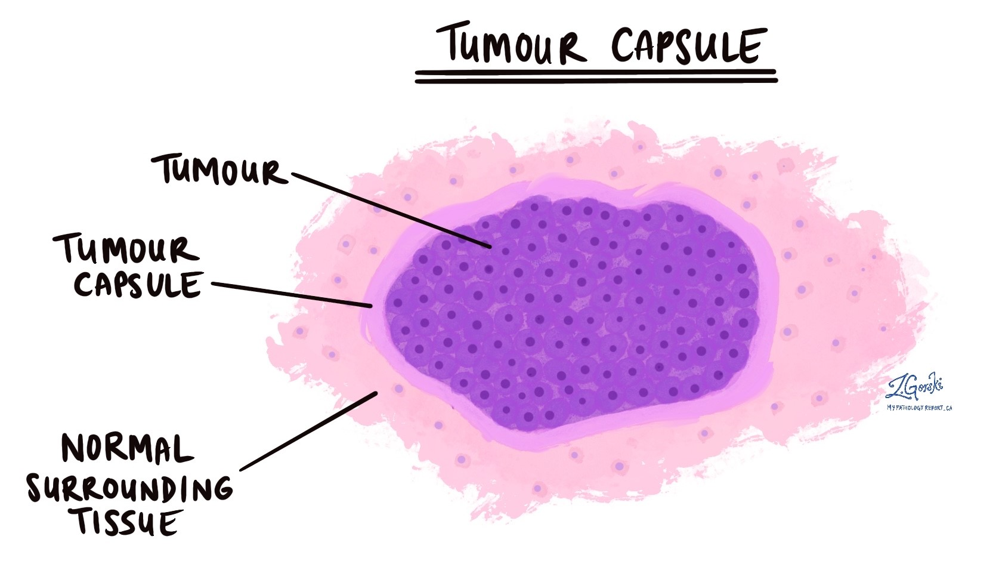 TUMOUR CAPSULE
TUMOUR
TUMOUR
CAPSULE
NORMAL
SURROUNDING
TISSUE
Z.Gorski
MYPATHOLOGYREPORT.CA